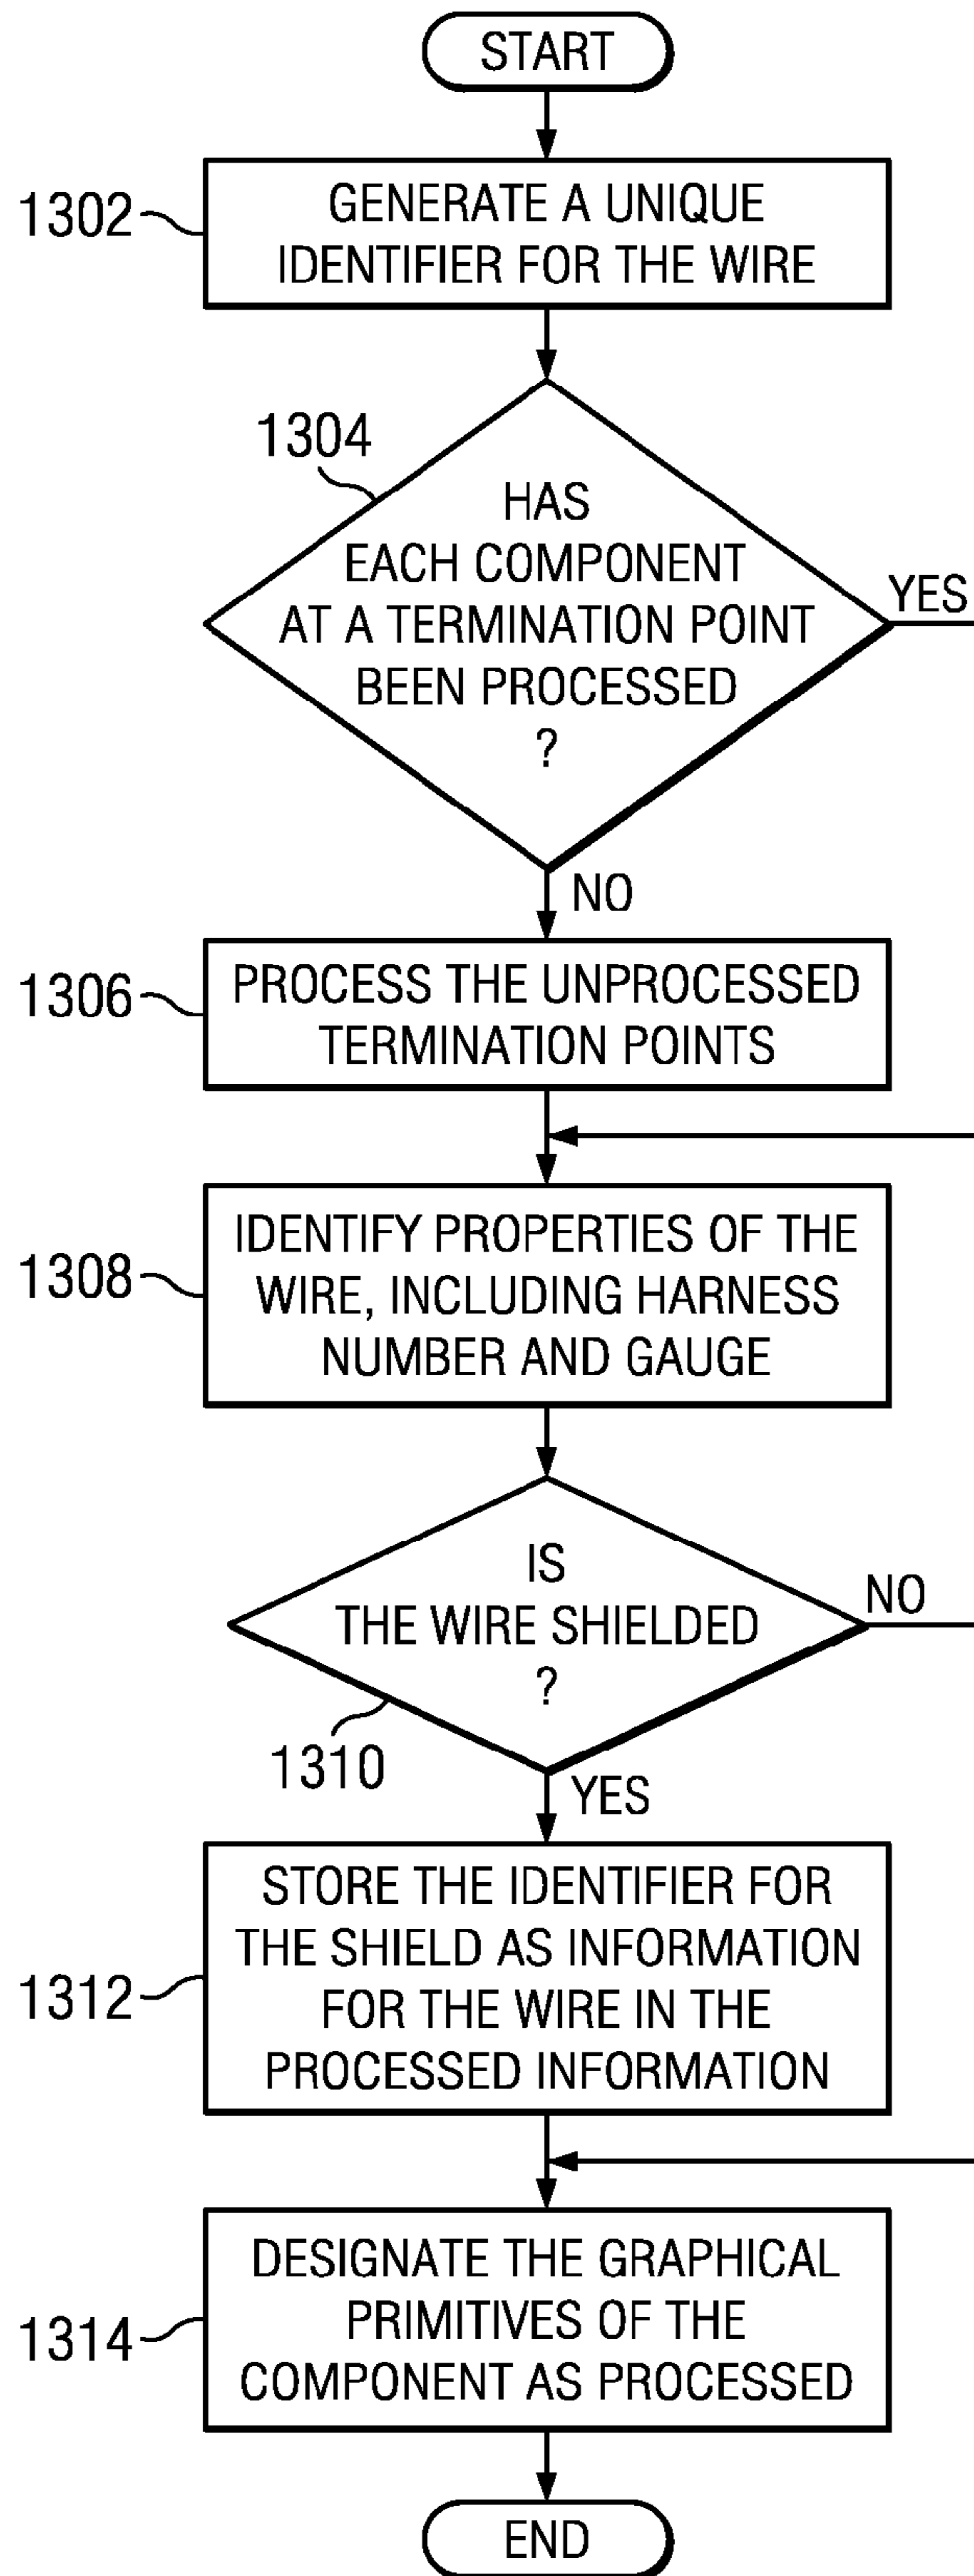 START
1302
GENERATE A UNIQUE
IDENTIFIER FOR THE WIRE
1304
HAS
EACH COMPONENT
AT A TERMINATION POINT
BEEN PROCESSED
?
YES
NO
1306
PROCESS THE UNPROCESSED
TERMINATION POINTS
1308
IDENTIFY PROPERTIES OF THE
WIRE, INCLUDING HARNESS
NUMBER AND GAUGE
IS
THE WIRE SHIELDED
?
NO
1310
YES
1312
STORE THE IDENTIFIER FOR
THE SHIELD AS INFORMATION
FOR THE WIRE IN THE
PROCESSED INFORMATION
1314
DESIGNATE THE GRAPHICAL
PRIMITIVES OF THE
COMPONENT AS PROCESSED
END